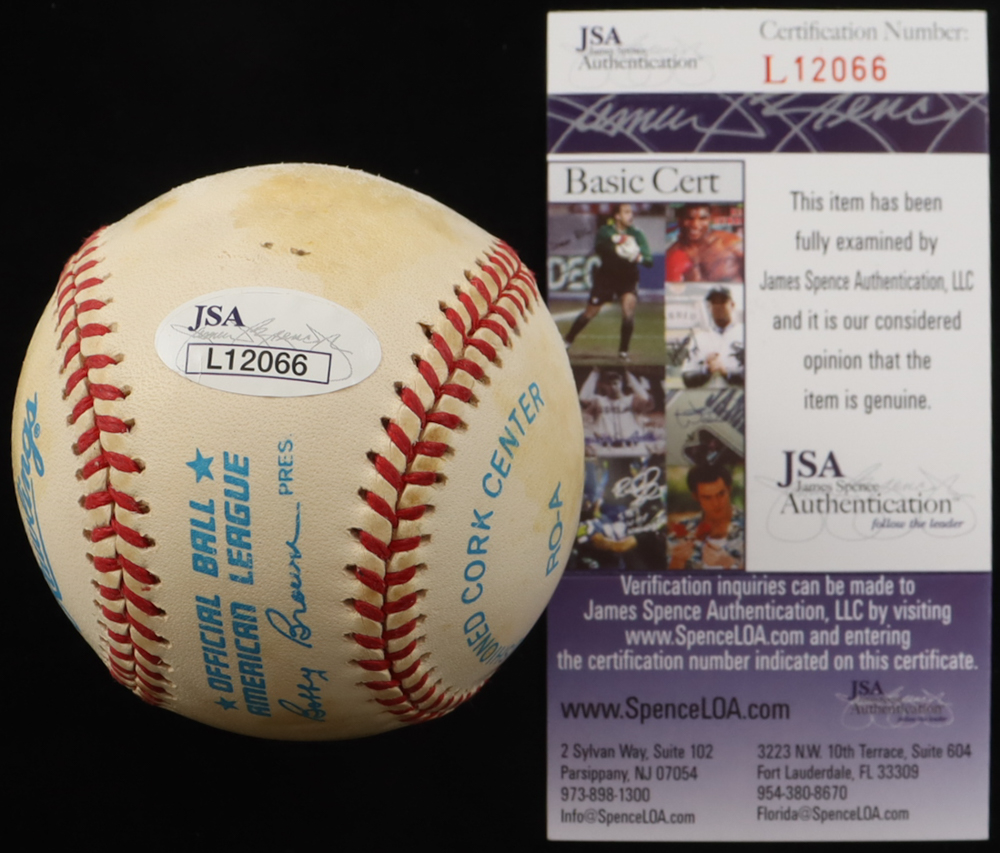 JSA
L12066
★ OFFICIAL BALL ★
AMERICAN LEAGUE
Bobby Brown PRES.
CORK CENTER
RO-A
JSA
Authentication
Certification Number:
L12066
Basic Cert
This item has been
fully examined by
James Spence Authentication, LLC
and it is our considered
opinion that the
item is genuine.
JSA
James Spence
Authentication™
follow the leader
Verification inquiries can be made to
James Spence Authentication, LLC by visiting
www.SpenceLOA.com and entering
the certification number indicated on this certificate.
www.SpenceLOA.com
JSA
Authentication
2 Sylvan Way, Suite 102
Parsippany, NJ 07054
973-898-1300
Info@SpenceLOA.com
3223 N.W. 10th Terrace, Suite 604
Fort Lauderdale, FL 33309
954-380-8670
Florida@SpenceLOA.com